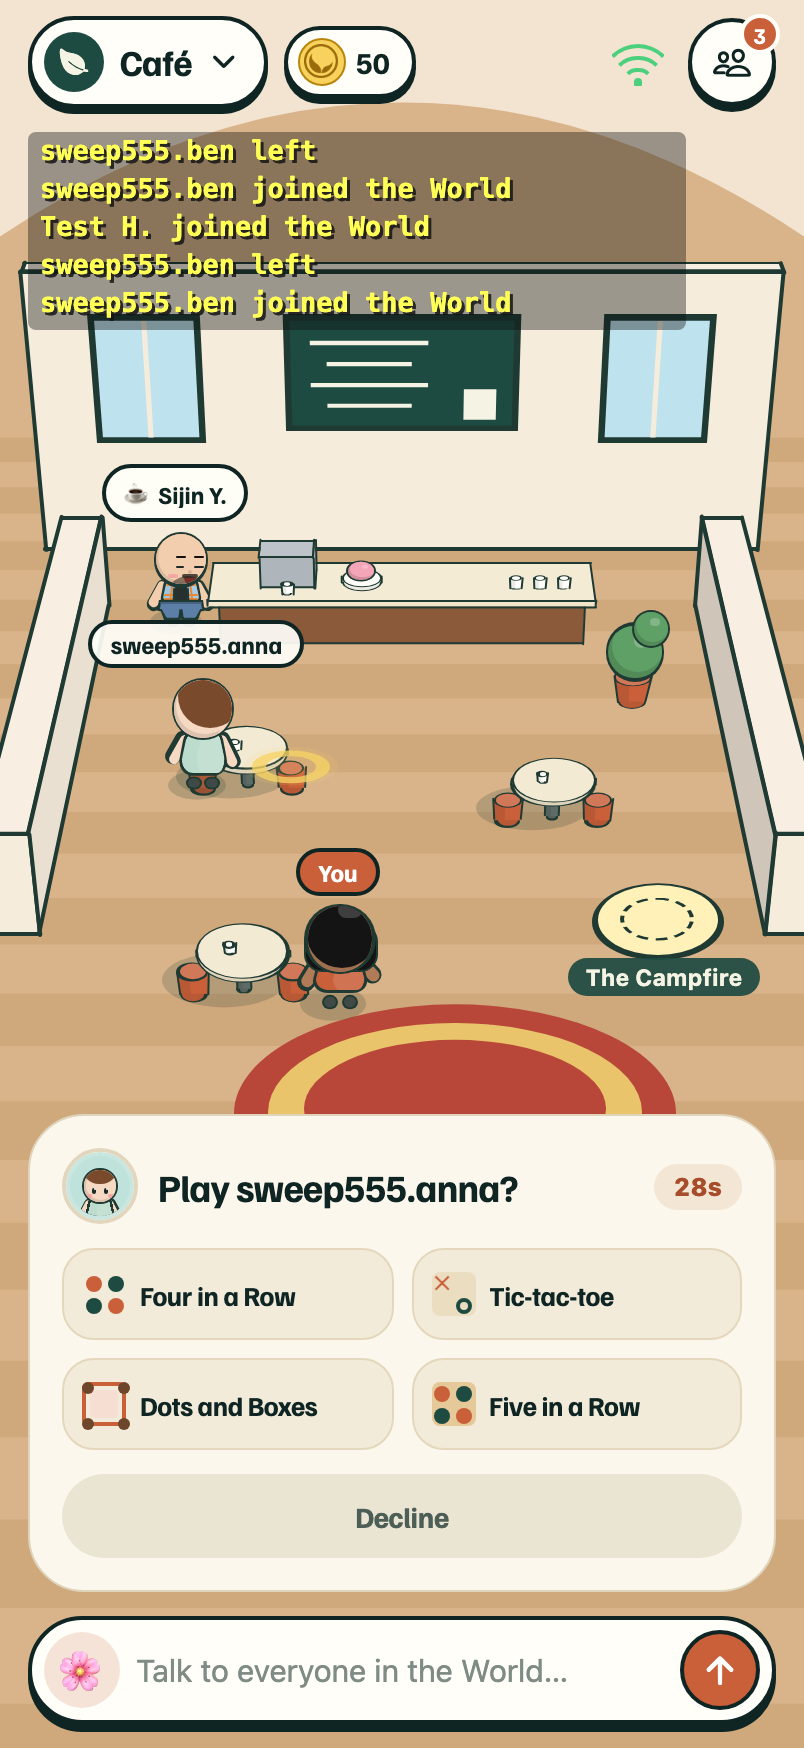 Café
50
3
sweep555.ben left
sweep555.ben joined the World
Test H. joined the World
sweep555.ben left
sweep555.ben joined the World
Sijin Y.
sweep555.anna
You
The Campfire
Play sweep555.anna?
28s
Four in a Row
Tic-tac-toe
Dots and Boxes
Five in a Row
Decline
Talk to everyone in the World...